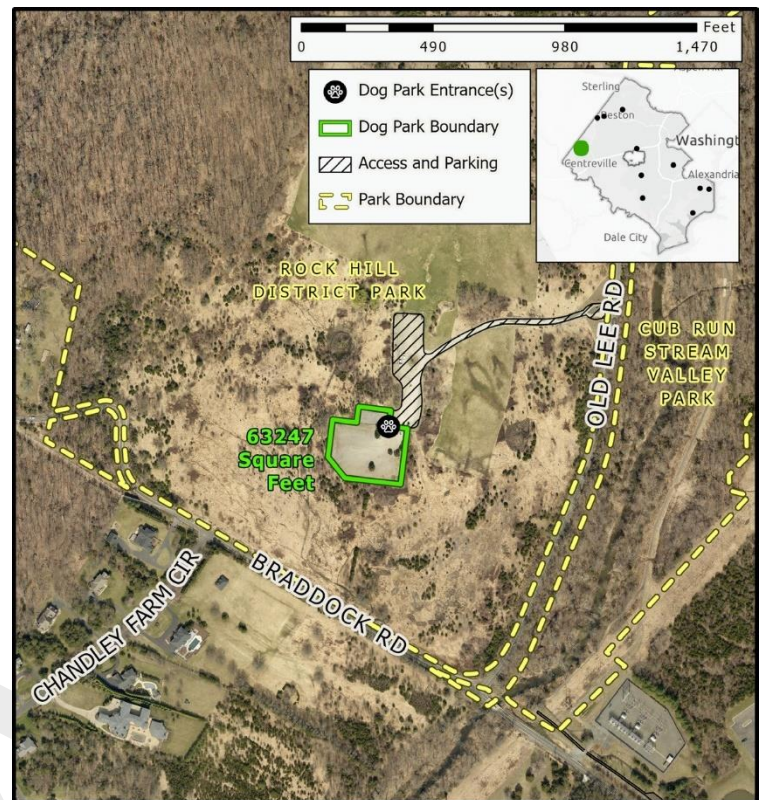 Feet
0 490 980 1,470
Dog Park Entrance(s)
Dog Park Boundary
Access and Parking
Park Boundary
Sterling
Reston
Washingt
Centreville
Alexandria
Dale City
ROCK HILL
DISTRICT PARK
OLD LEE RD
CUB RUN
STREAM
VALLEY
PARK
63247
Square
Feet
BRADDOCK RD
CHANDLEY FARM CIR